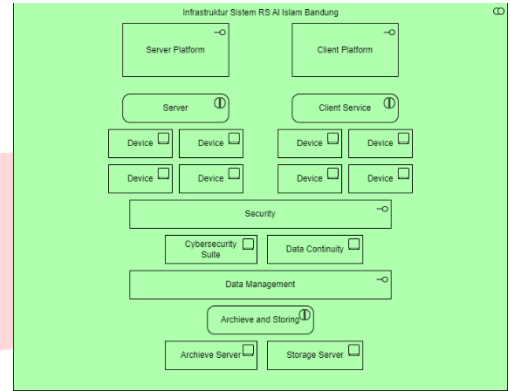 Infrastruktur Sistem RS Al Islam Bandung
Server Platform
Client Platform
Server
Client Service
Device
Device
Device
Device
Device
Device
Device
Device
Security
Cybersecurity
Suite
Data Continuity
Data Management
Archieve and Storing
Archieve Server
Storage Server